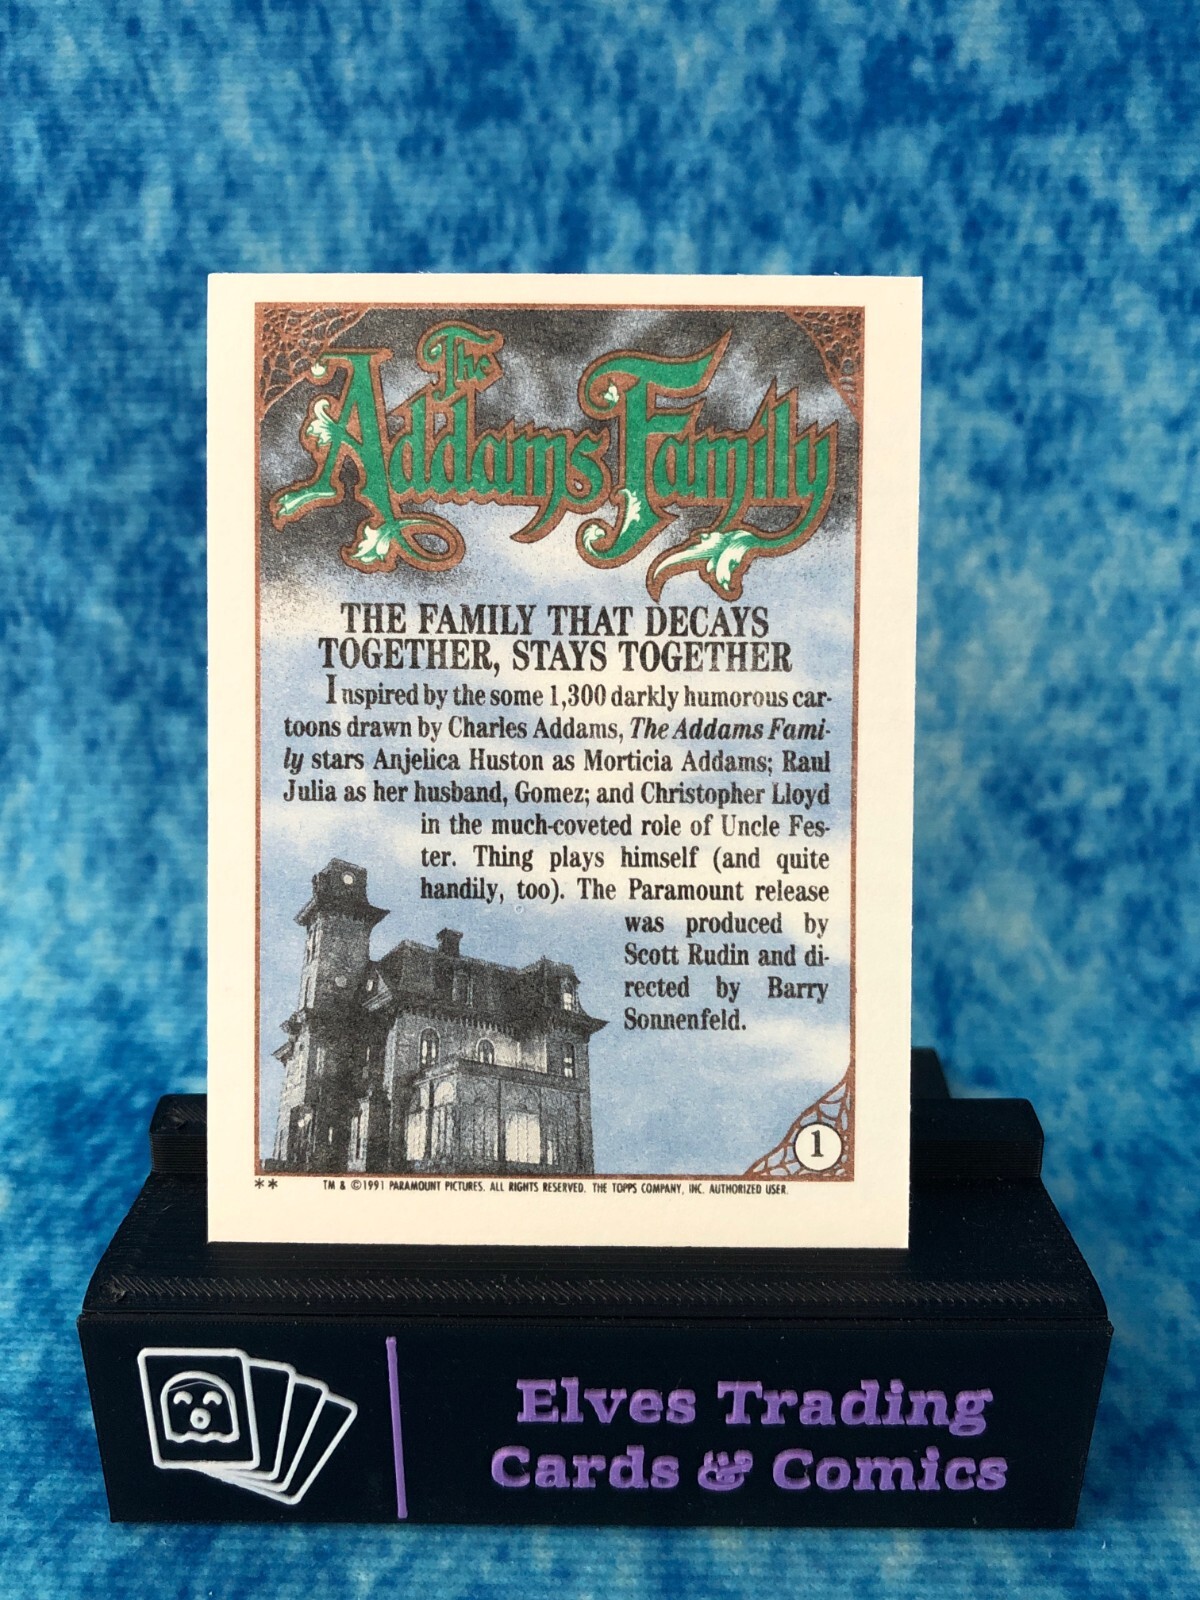 The
Addams Family
THE FAMILY THAT DECAYS
TOGETHER, STAYS TOGETHER
Inspired by the some 1,300 darkly humorous car-
toons drawn by Charles Addams, The Addams Fami-
ly stars Anjelica Huston as Morticia Addams; Raul
Julia as her husband, Gomez; and Christopher Lloyd
in the much-coveted role of Uncle Fes-
ter. Thing plays himself (and quite
handily, too). The Paramount release
was produced by
Scott Rudin and di-
rected by Barry
Sonnenfeld.
1
** TM & ©1991 PARAMOUNT PICTURES. ALL RIGHTS RESERVED. THE TOPPS COMPANY, INC. AUTHORIZED USER.
Elves Trading
Cards & Comics